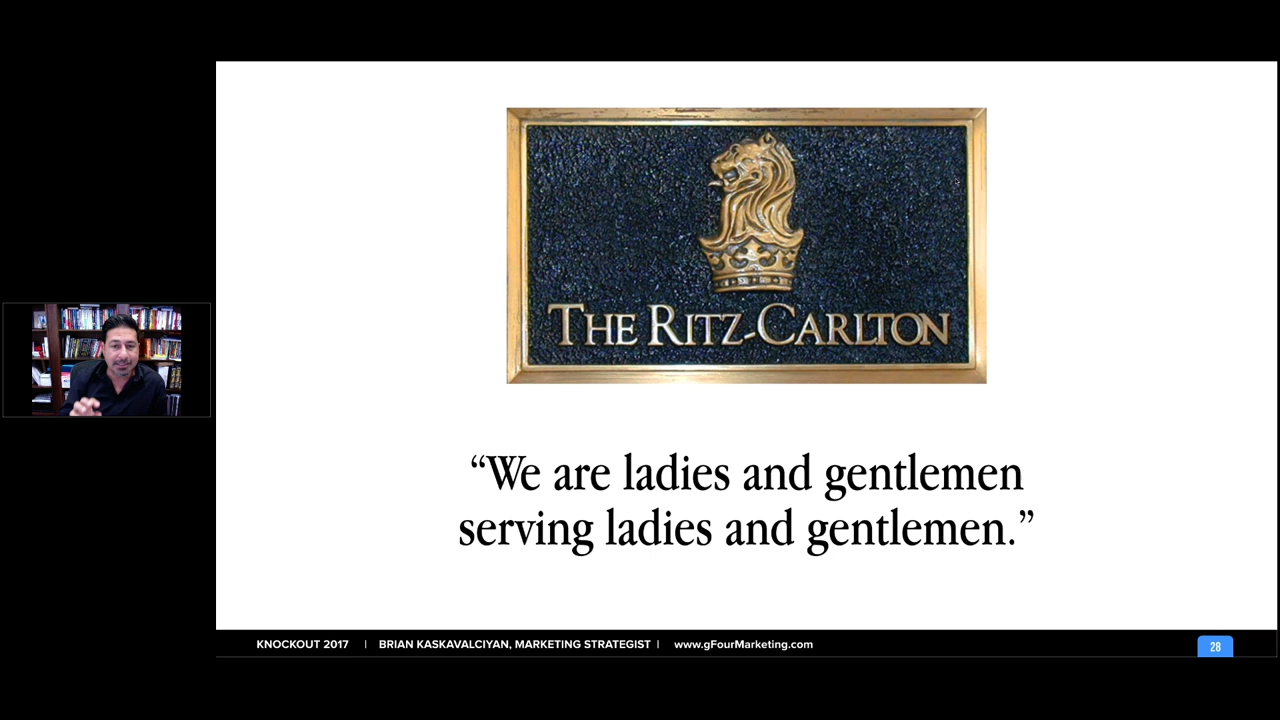 THE RITZ-CARLTON
“We are ladies and gentlemen
serving ladies and gentlemen.”
KNOCKOUT 2017 | BRIAN KASKAVALCIYAN, MARKETING STRATEGIST | www.gFourMarketing.com
28